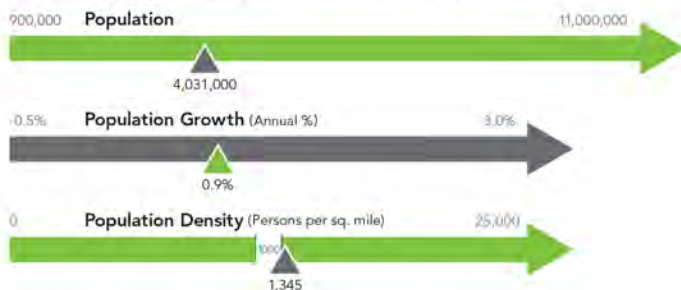 900,000 Population 11,000,000
4,031,000
-0.5% Population Growth (Annual %) 3.0%
0.9%
0 Population Density (Persons per sq. mile) 25,000
1000
1,345